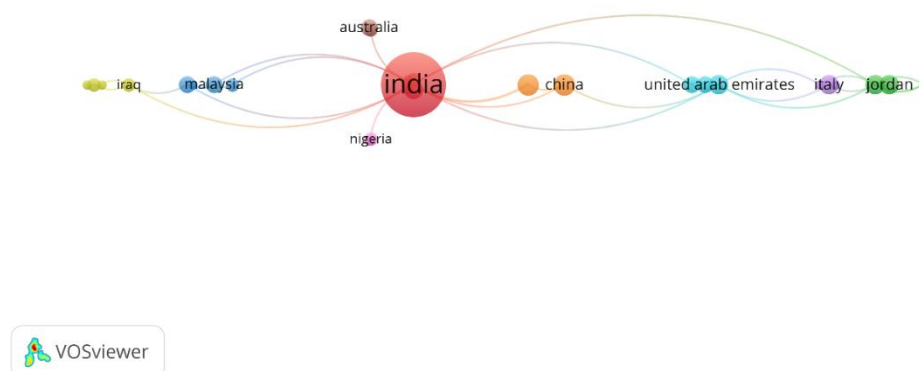 australia
india
iraq
malaysia
china
united arab emirates
italy
jordan
nigeria
VOSviewer